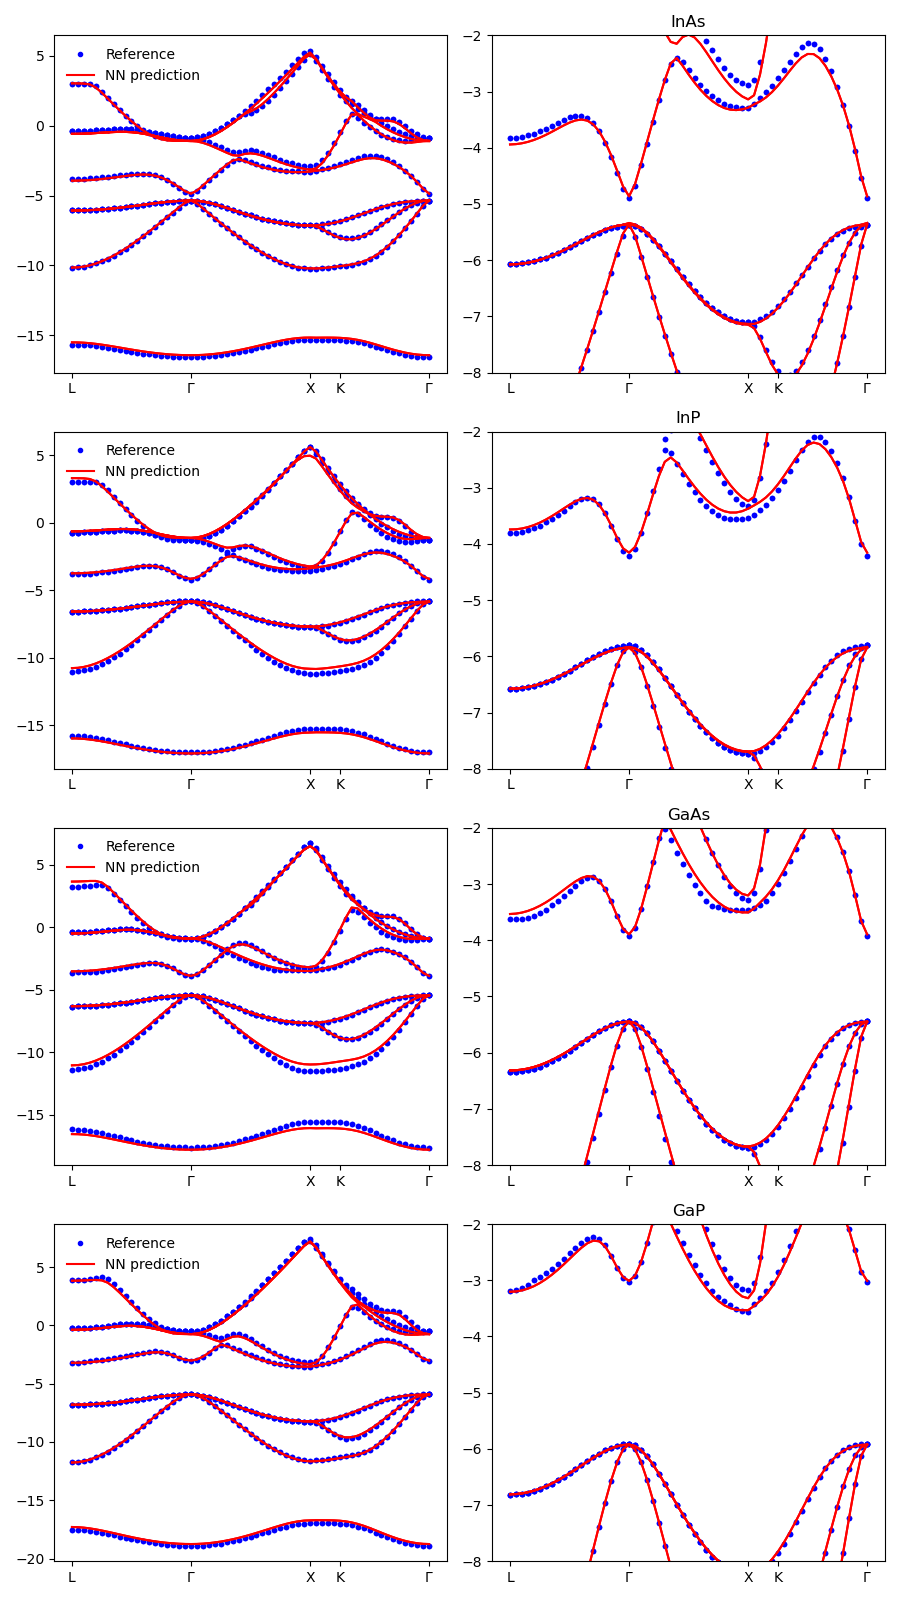 InAs
5
0
−5
−10
−15
Reference
NN prediction
L Γ X K Γ
−2
−3
−4
−5
−6
−7
−8
L Γ X K Γ
InP
5
0
−5
−10
−15
Reference
NN prediction
L Γ X K Γ
−2
−3
−4
−5
−6
−7
−8
L Γ X K Γ
GaAs
5
0
−5
−10
−15
Reference
NN prediction
L Γ X K Γ
−2
−3
−4
−5
−6
−7
−8
L Γ X K Γ
GaP
5
0
−5
−10
−15
−20
Reference
NN prediction
L Γ X K Γ
−2
−3
−4
−5
−6
−7
−8
L Γ X K Γ